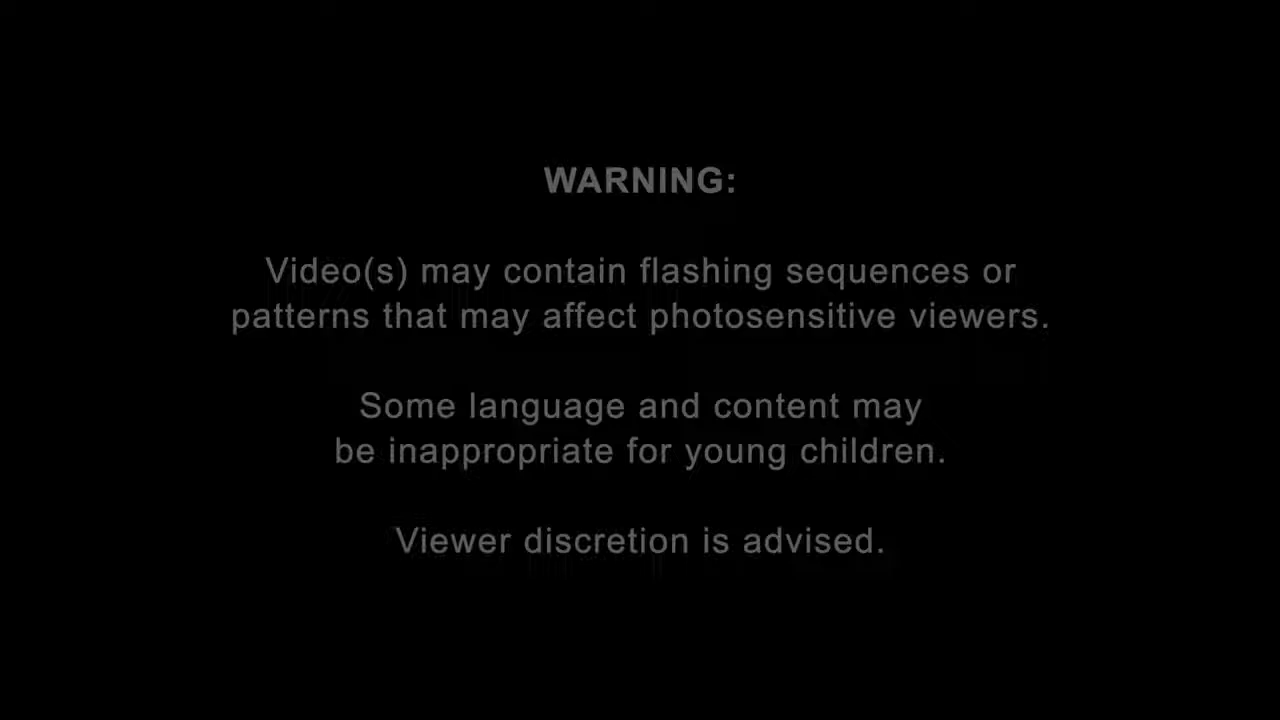 WARNING:
Video(s) may contain flashing sequences or
patterns that may affect photosensitive viewers.
Some language and content may
be inappropriate for young children.
Viewer discretion is advised.